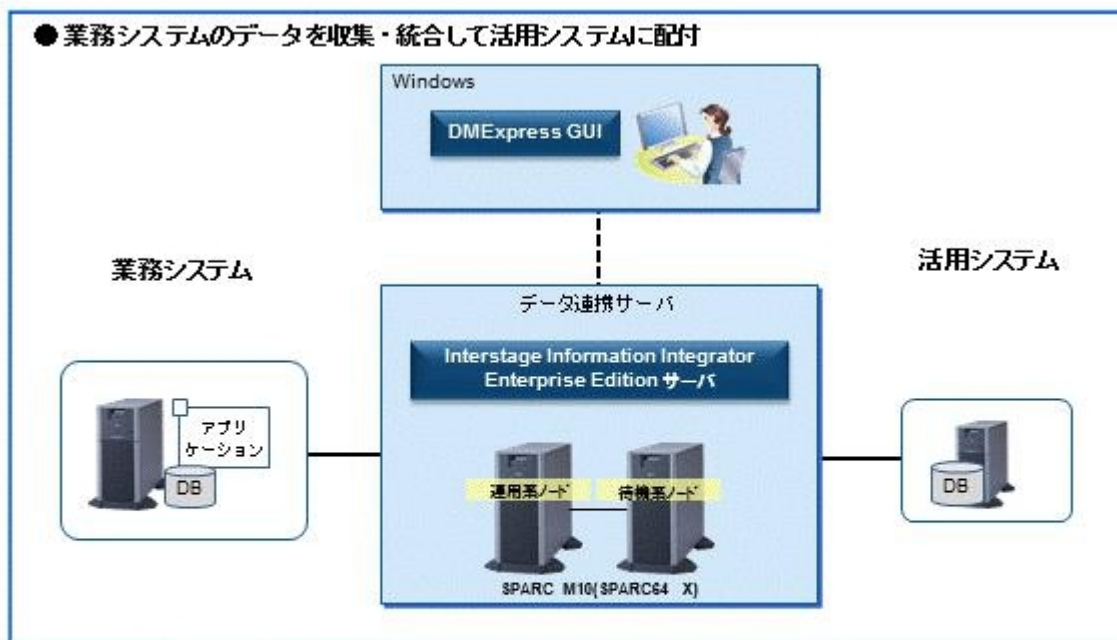 ●業務システムのデータを収集・統合して活用システムに配付
Windows
DMExpress GUI
業務システム
活用システム
データ連携サーバ
Interstage Information Integrator
Enterprise Edition サーバ
アプリ
ケーション
DB
運用系ノード
待機系ノード
DB
SPARC M10(SPARC64 X)